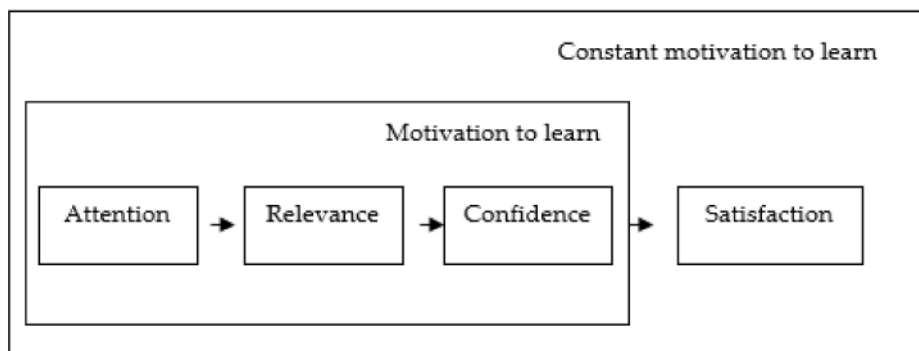 Constant motivation to learn
Motivation to learn
Attention
Relevance
Confidence
Satisfaction